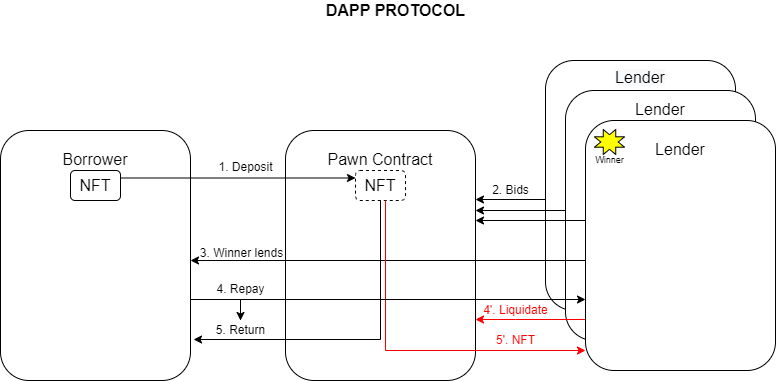 DAPP PROTOCOL
Lender
Lender
Lender
Winner
Borrower
NFT
1. Deposit
Pawn Contract
NFT
2. Bids
3. Winner lends
4. Repay
4'. Liquidate
5. Return
5'. NFT